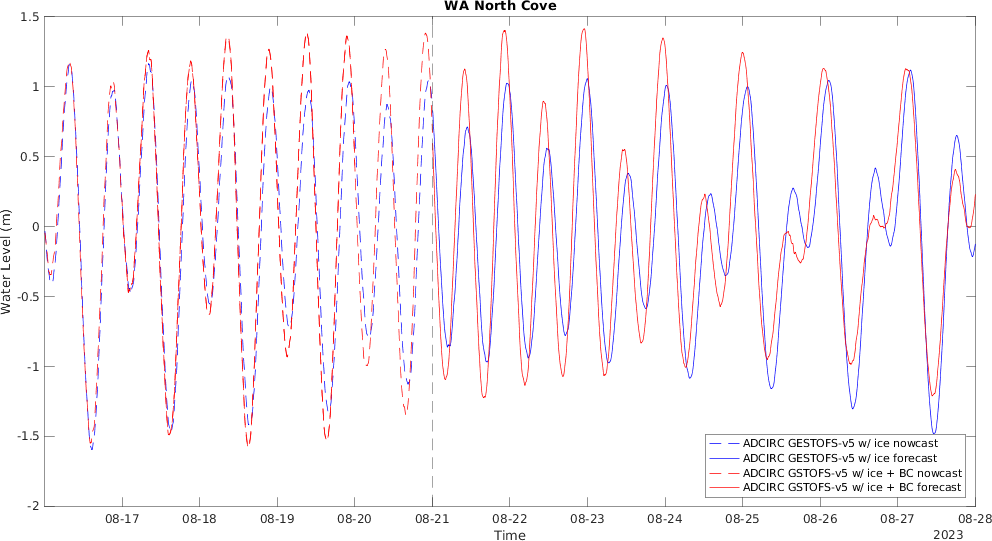 WA North Cove
1.5
1
0.5
0
-0.5
-1
-1.5
-2
Water Level (m)
08-17 08-18 08-19 08-20 08-21 08-22 08-23 08-24 08-25 08-26 08-27 08-28
Time
2023
ADCIRC GESTOFS-v5 w/ ice nowcast
ADCIRC GESTOFS-v5 w/ ice forecast
ADCIRC GSTOFS-v5 w/ ice + BC nowcast
ADCIRC GSTOFS-v5 w/ ice + BC forecast